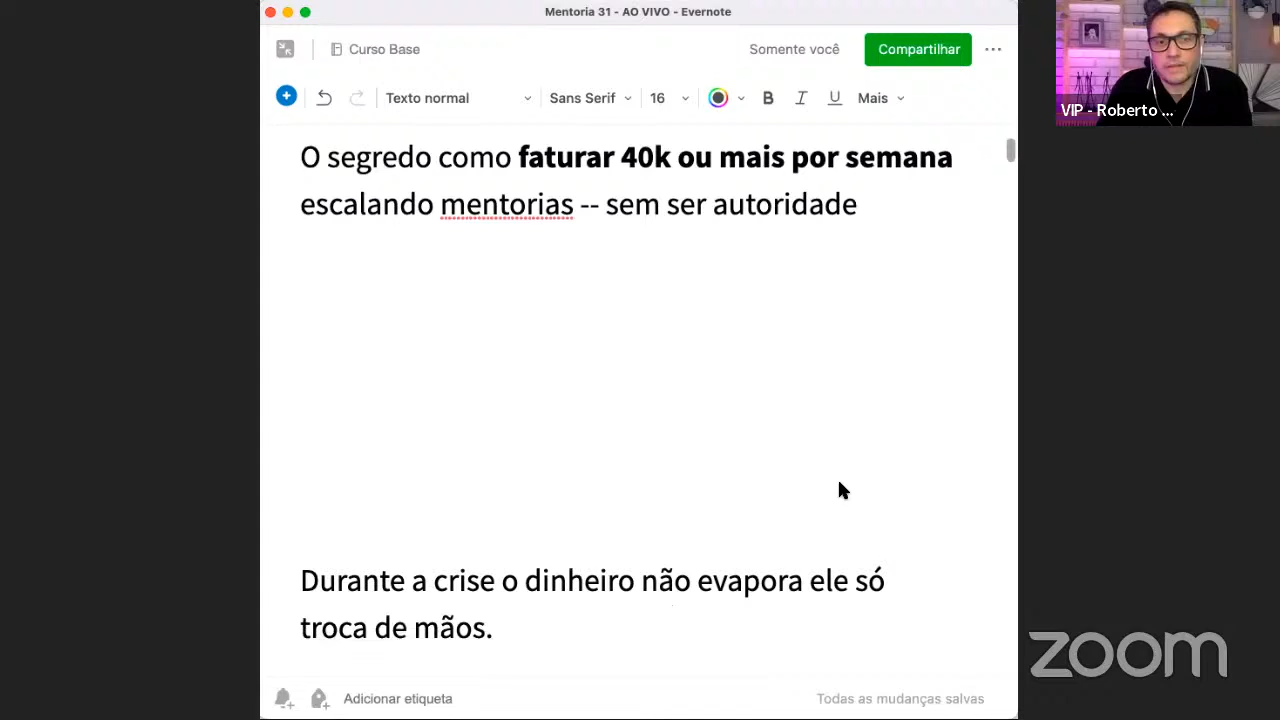 Mentoria 31 - AO VIVO - Evernote
Curso Base
Somente você
Compartilhar
Texto normal
Sans Serif
16
B
I
U
Mais
VIP - Roberto ...
O segredo como faturar 40k ou mais por semana
escalando mentorias -- sem ser autoridade
Durante a crise o dinheiro não evapora ele só
troca de mãos.
Adicionar etiqueta
Todas as mudanças salvas
zoom